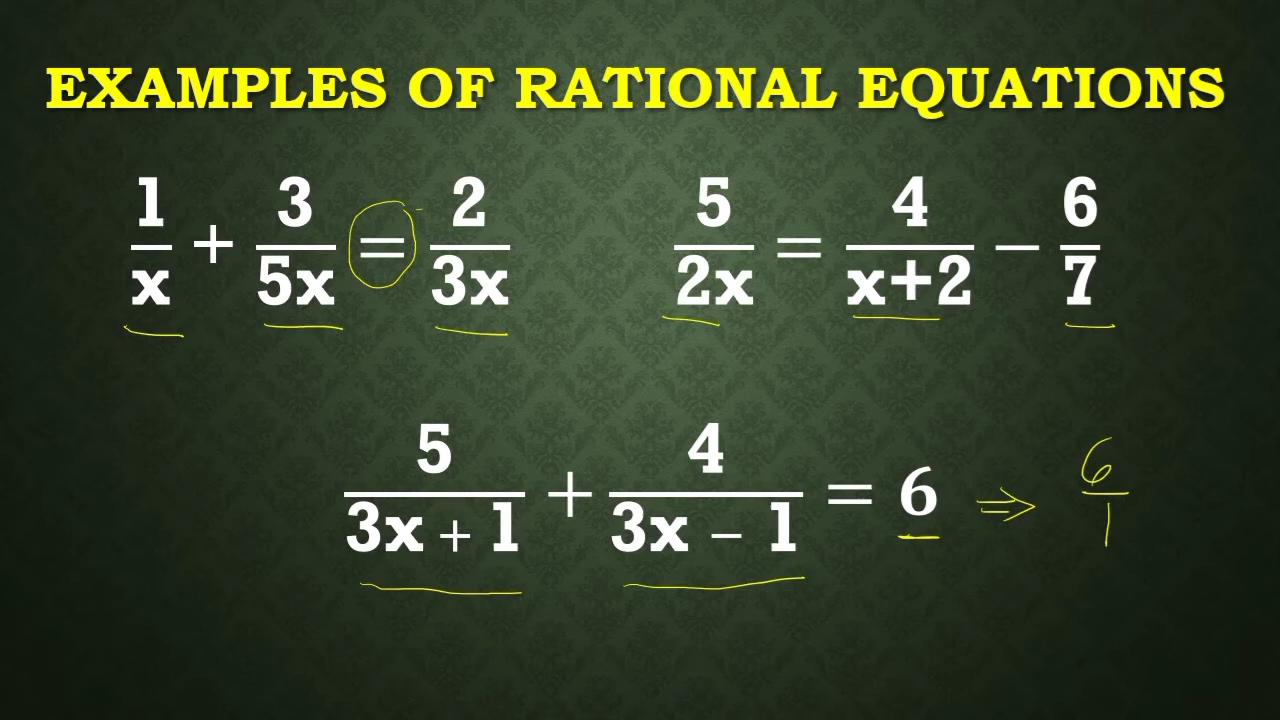 EXAMPLES OF RATIONAL EQUATIONS
1/x + 3/5x = 2/3x
5/2x = 4/x+2 − 6/7
5/3x + 1 + 4/3x − 1 = 6 ⇒ 6/1